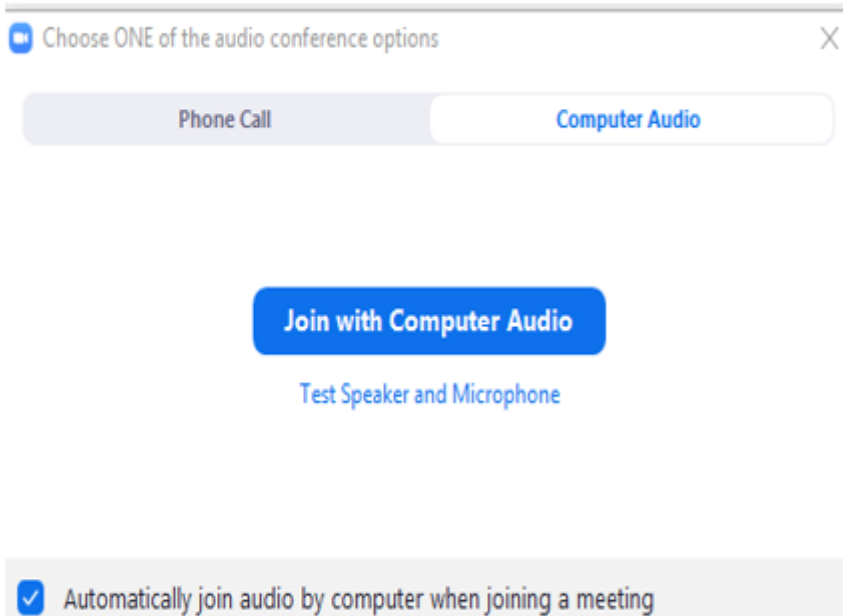 Choose ONE of the audio conference options
Phone Call
Computer Audio
Join with Computer Audio
Test Speaker and Microphone
Automatically join audio by computer when joining a meeting